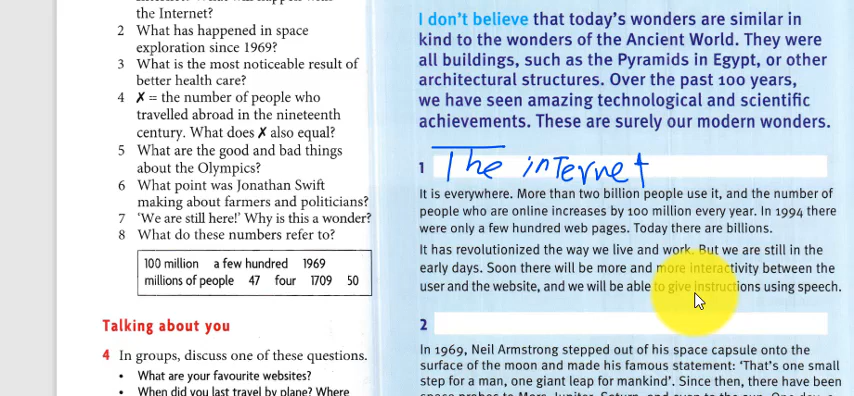 the Internet?
2 What has happened in space
exploration since 1969?
3 What is the most noticeable result of
better health care?
4 ✗ = the number of people who
travelled abroad in the nineteenth
century. What does ✗ also equal?
5 What are the good and bad things
about the Olympics?
6 What point was Jonathan Swift
making about farmers and politicians?
7 ‘We are still here!’ Why is this a wonder?
8 What do these numbers refer to?
100 million a few hundred 1969
millions of people 47 four 1709 50
Talking about you
4 In groups, discuss one of these questions.
• What are your favourite websites?
• When did you last travel by plane? Where
I don’t believe that today’s wonders are similar in
kind to the wonders of the Ancient World. They were
all buildings, such as the Pyramids in Egypt, or other
architectural structures. Over the past 100 years,
we have seen amazing technological and scientific
achievements. These are surely our modern wonders.
1 The internet
It is everywhere. More than two billion people use it, and the number of
people who are online increases by 100 million every year. In 1994 there
were only a few hundred web pages. Today there are billions.
It has revolutionized the way we live and work. But we are still in the
early days. Soon there will be more and more interactivity between the
user and the website, and we will be able to give instructions using speech.
2
In 1969, Neil Armstrong stepped out of his space capsule onto the
surface of the moon and made his famous statement: ‘That’s one small
step for a man, one giant leap for mankind’. Since then, there have been